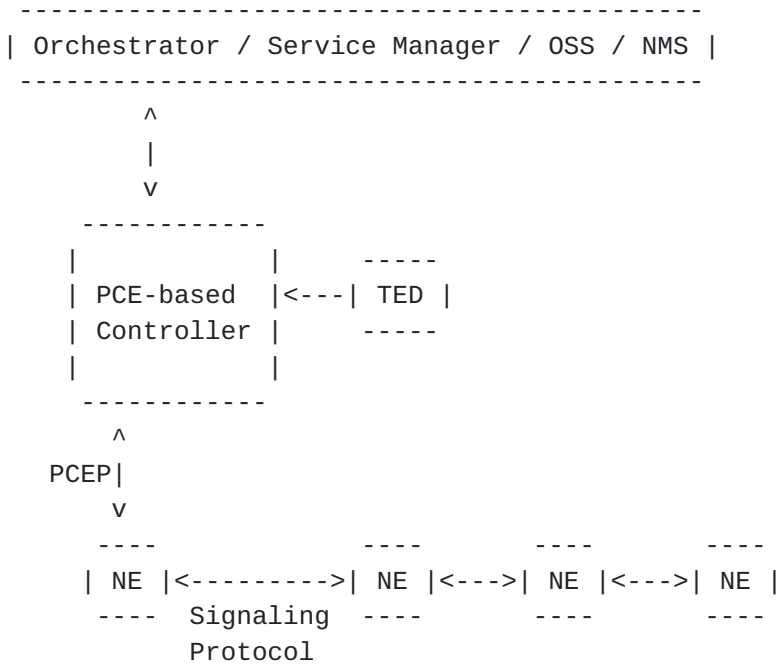 Orchestrator / Service Manager / OSS / NMS
TED
PCE-based
Controller
PCEP
NE NE NE NE
Signaling
Protocol